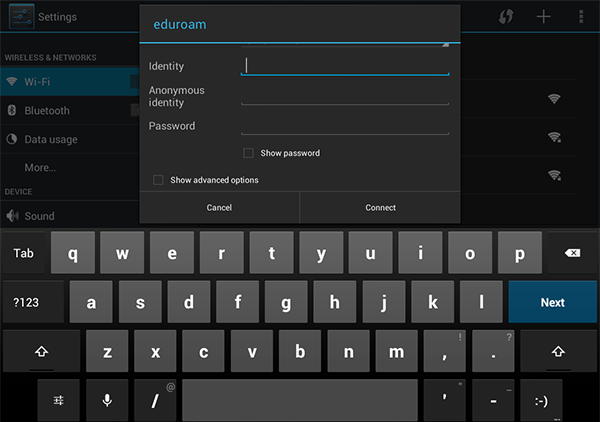 Settings
eduroam
WIRELESS & NETWORKS
Wi-Fi
Bluetooth
Data usage
More...
DEVICE
Sound
Identity
Anonymous
identity
Password
Show password
Show advanced options
Cancel
Connect
Tab q w e r t y u i o p
?123 a s d f g h j k l Next
z x c v b n m , ! . ?
/ @ ' " - _ :-) ...